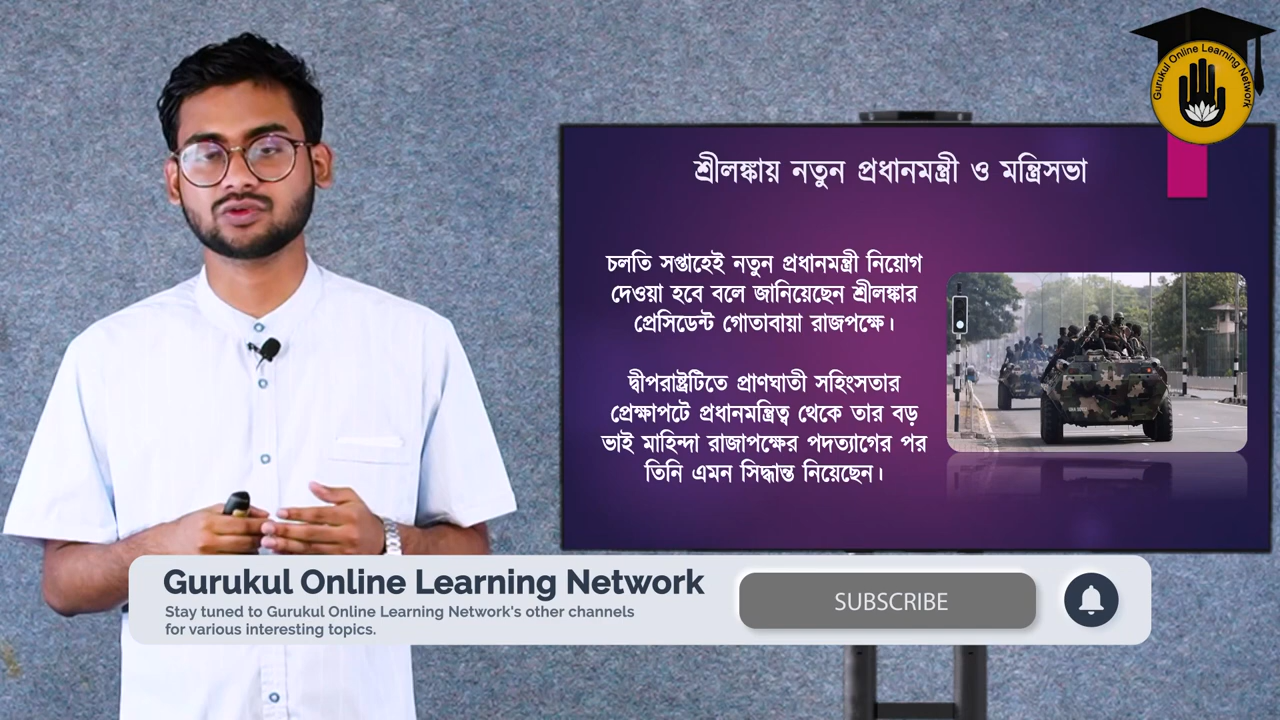 Gurukul Online Learning Network
শ্রীলঙ্কায় নতুন প্রধানমন্ত্রী ও মন্ত্রিসভা
চলতি সপ্তাহেই নতুন প্রধানমন্ত্রী নিয়োগ
দেওয়া হবে বলে জানিয়েছেন শ্রীলঙ্কার
প্রেসিডেন্ট গোতাবায়া রাজপক্ষে।
দ্বীপরাষ্ট্রটিতে প্রাণঘাতী সহিংসতার
প্রেক্ষাপটে প্রধানমন্ত্রিত্ব থেকে তার বড়
ভাই মাহিন্দা রাজাপক্ষের পদত্যাগের পর
তিনি এমন সিদ্ধান্ত নিয়েছেন।
Gurukul Online Learning Network
Stay tuned to Gurukul Online Learning Network's other channels
for various interesting topics.
SUBSCRIBE